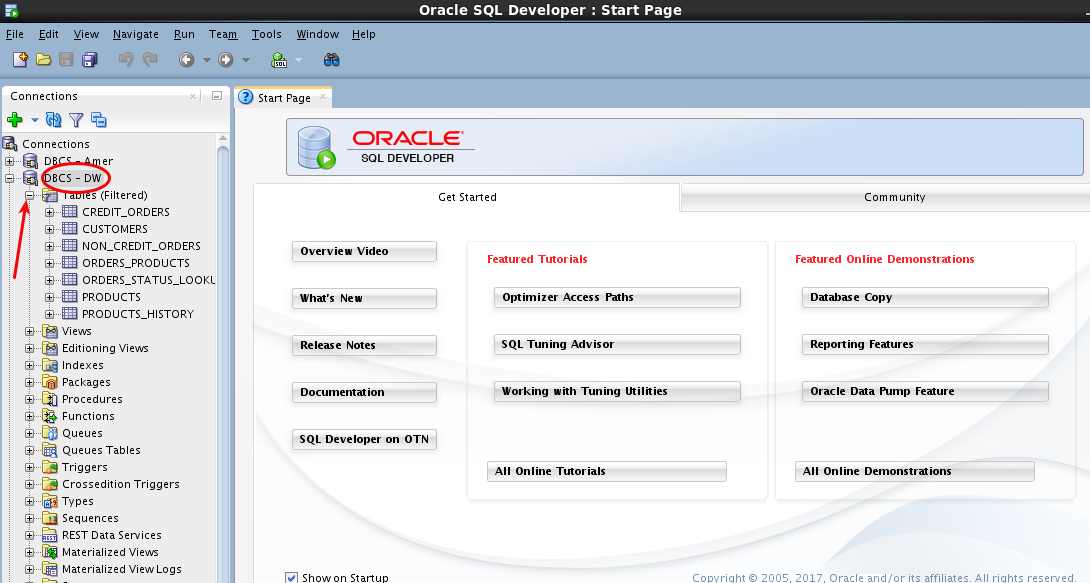 Oracle SQL Developer : Start Page
File Edit View Navigate Run Team Tools Window Help
SQL
Connections
Start Page
Connections
DBCS - Amer
DBCS - DW
Tables (Filtered)
CREDIT_ORDERS
CUSTOMERS
NON_CREDIT_ORDERS
ORDERS_PRODUCTS
ORDERS_STATUS_LOOKU
PRODUCTS
PRODUCTS_HISTORY
Views
Editioning Views
Indexes
Packages
Procedures
Functions
Queues
Queues Tables
Triggers
Crossedition Triggers
Types
Sequences
REST Data Services
Materialized Views
Materialized View Logs
ORACLE
SQL DEVELOPER
Get Started
Community
Overview Video
What's New
Release Notes
Documentation
SQL Developer on OTN
Featured Tutorials
Optimizer Access Paths
SQL Tuning Advisor
Working with Tuning Utilities
All Online Tutorials
Featured Online Demonstrations
Database Copy
Reporting Features
Oracle Data Pump Feature
All Online Demonstrations
Show on Startup
Copyright © 2005, 2017, Oracle and/or its affiliates. All rights reserved.